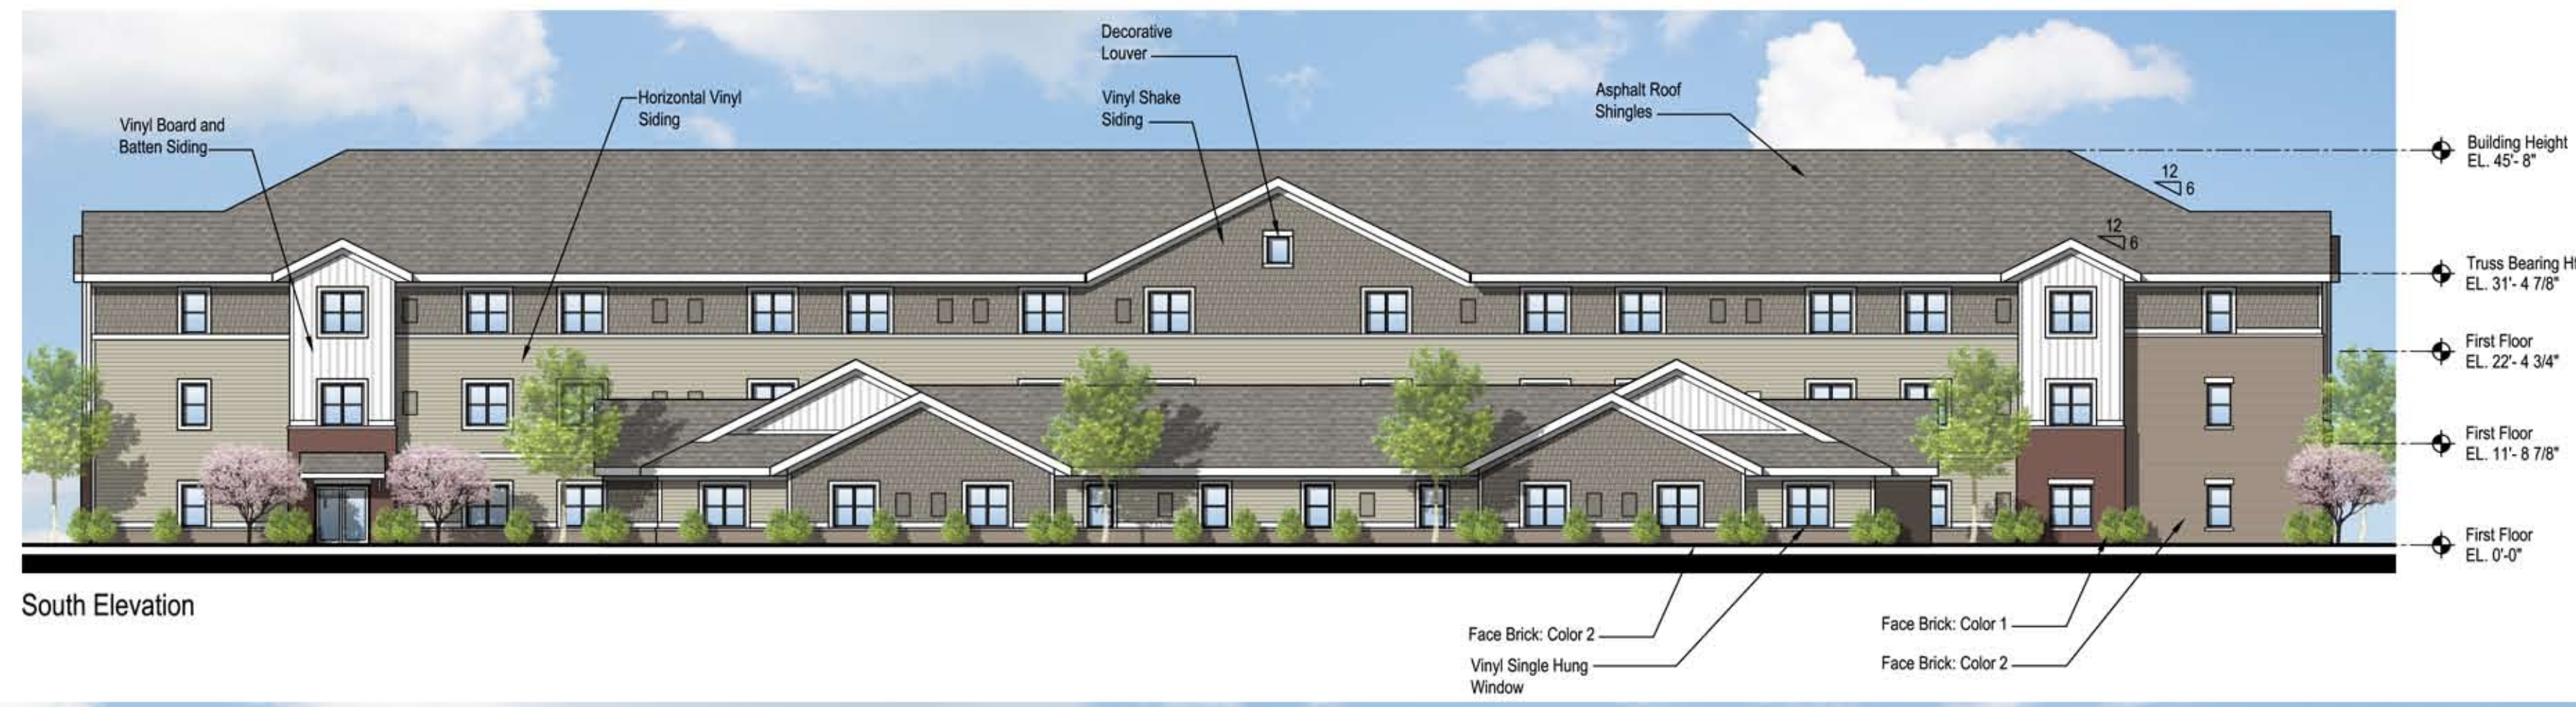 Decorative
Louver
Vinyl Board and
Batten Siding
Horizontal Vinyl
Siding
Vinyl Shake
Siding
Asphalt Roof
Shingles
12
6
12
6
Building Height
EL. 45'- 8"
Truss Bearing Ht
EL. 31'- 4 7/8"
First Floor
EL. 22'- 4 3/4"
First Floor
EL. 11'- 8 7/8"
First Floor
EL. 0'-0"
South Elevation
Face Brick: Color 2
Vinyl Single Hung
Window
Face Brick: Color 1
Face Brick: Color 2